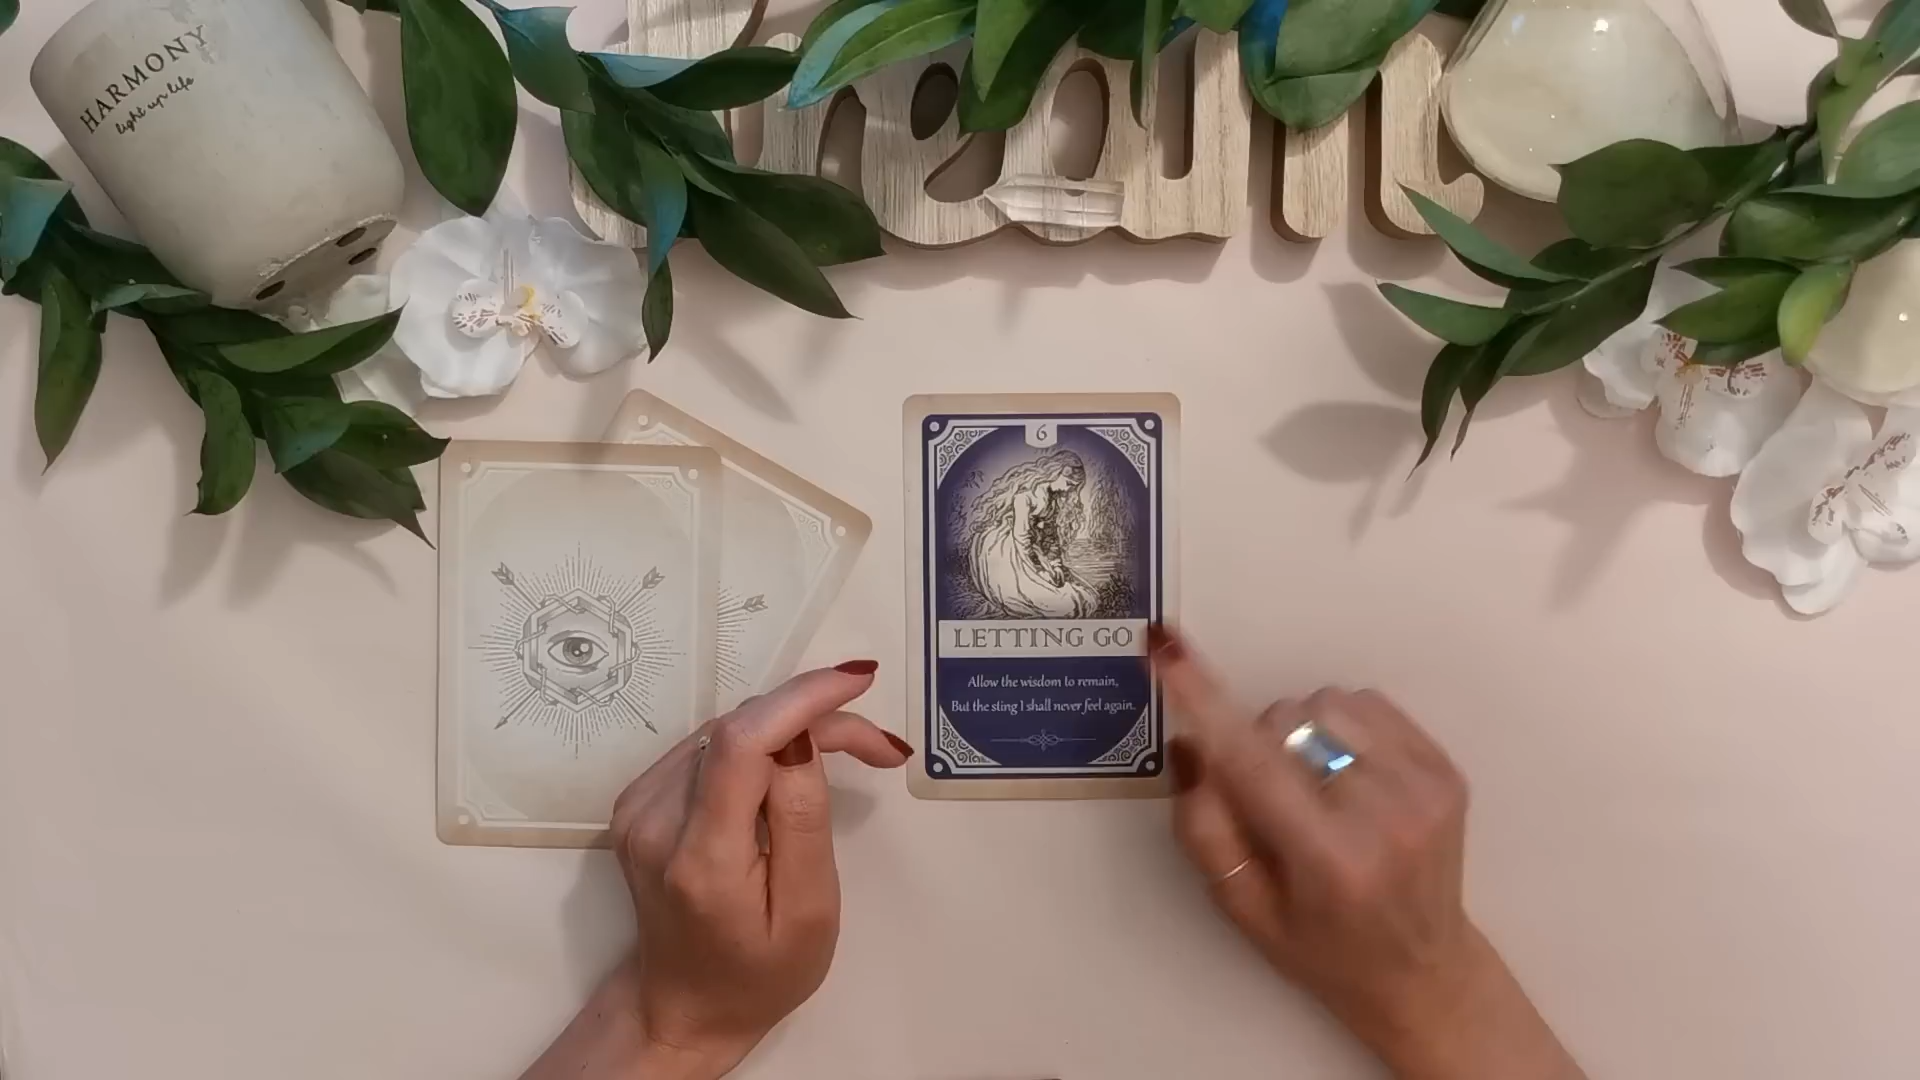 HARMONY
light up life
6
LETTING GO
Allow the wisdom to remain,
But the sting I shall never feel again.